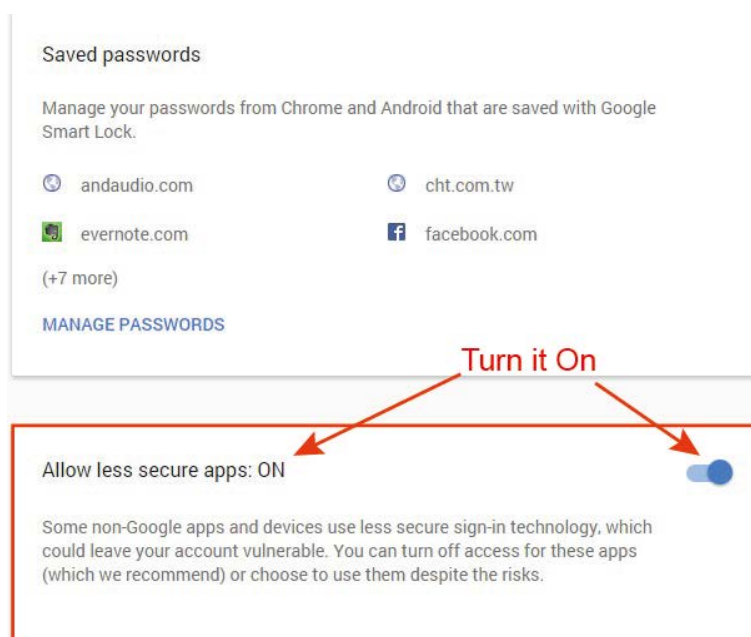 Saved passwords
Manage your passwords from Chrome and Android that are saved with Google
Smart Lock.
andaudio.com
cht.com.tw
evernote.com
facebook.com
(+7 more)
MANAGE PASSWORDS
Turn it On
Allow less secure apps: ON
Some non-Google apps and devices use less secure sign-in technology, which
could leave your account vulnerable. You can turn off access for these apps
(which we recommend) or choose to use them despite the risks.